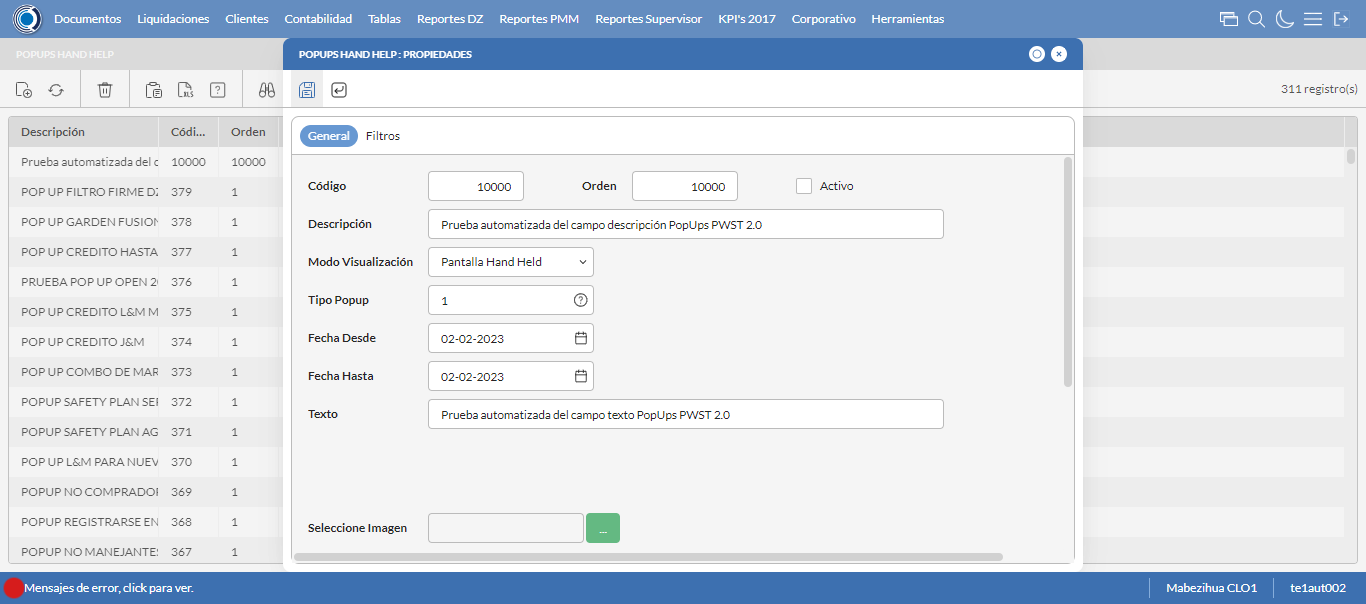 Documentos Liquidaciones Clientes Contabilidad Tablas Reportes DZ Reportes PMM Reportes Supervisor KPI's 2017 Corporativo Herramientas
POPUPS HAND HELP
POPUPS HAND HELP : PROPIEDADES
XLS
311 registro(s)
Descripción Códi... Orden
General Filtros
Prueba automatizada del c 10000 10000
POP UP FILTRO FIRME DZ 379 1
POP UP GARDEN FUSION 378 1
POP UP CREDITO HASTA 377 1
PRUEBA POP UP OPEN 20 376 1
POP UP CREDITO L&M M 375 1
POP UP CREDITO J&M 374 1
POP UP COMBO DE MAR 373 1
POPUP SAFETY PLAN SEF 372 1
POPUP SAFETY PLAN AG 371 1
POP UP L&M PARA NUEV 370 1
POPUP NO COMPRADOR 369 1
POPUP REGISTRARSE EN 368 1
POPUP NO MANEJANTES 367 1
Código 10000 Orden 10000 Activo
Descripción Prueba automatizada del campo descripción PopUps PWST 2.0
Modo Visualización Pantalla Hand Held
Tipo Popup 1
Fecha Desde 02-02-2023
Fecha Hasta 02-02-2023
Texto Prueba automatizada del campo texto PopUps PWST 2.0
Seleccione Imagen ...
Mensajes de error, click para ver. Mabezihua CLO1 te1aut002